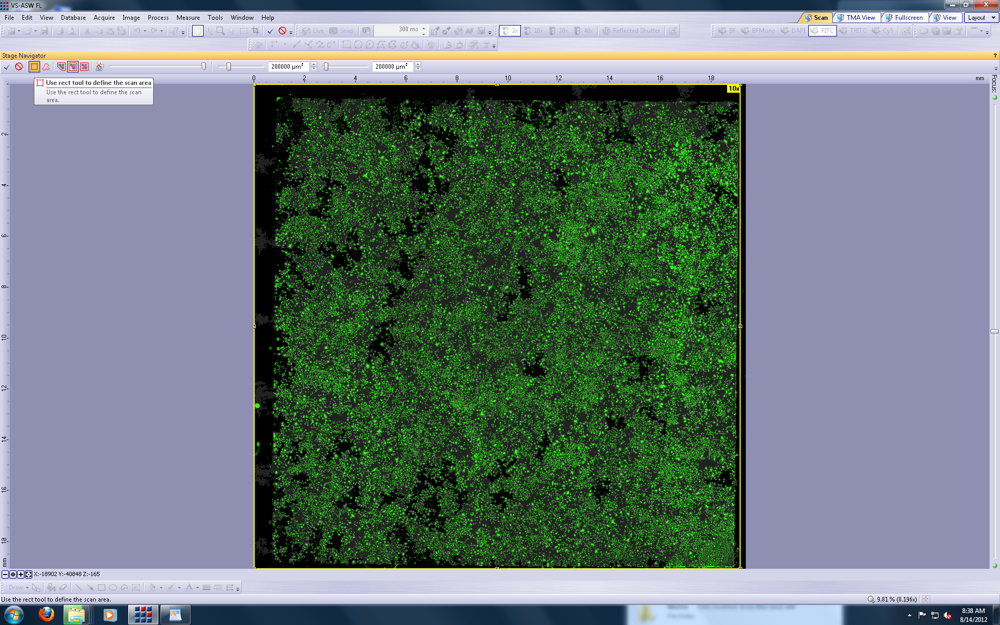 VS-ASW FL
File Edit View Database Acquire Image Process Measure Tools Window Help
Scan TMA View Fullscreen View Layout
Live Snap 300 ms AF 2x 10x 20x 40x Reflected Shutter BF BFMono DAPI FITC TRITC Cy5
Stage Navigator ?
200000 µm² 200000 µm²
Use rect tool to define the scan area
Use the rect tool to define the scan
area.
0 2 4 6 8 10 12 14 16 18 mm
Focus:
10x
2
4
6
8
10
12
14
16
18
mm
X:-18902 Y:-40848 Z:-165
Draw
Use the rect tool to define the scan area.
9.81 % (0.196x)
8:38 AM
8/14/2012